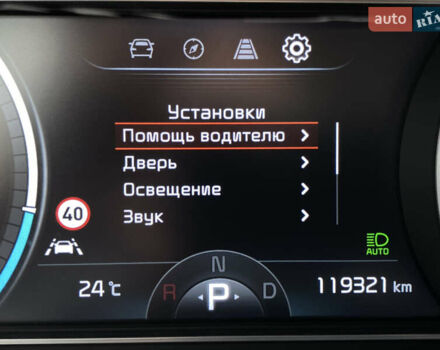 auto RIA
Установки
Помощь водителю
Дверь
Освещение
Звук
40
AUTO
24°C
R N D
P
119321 km